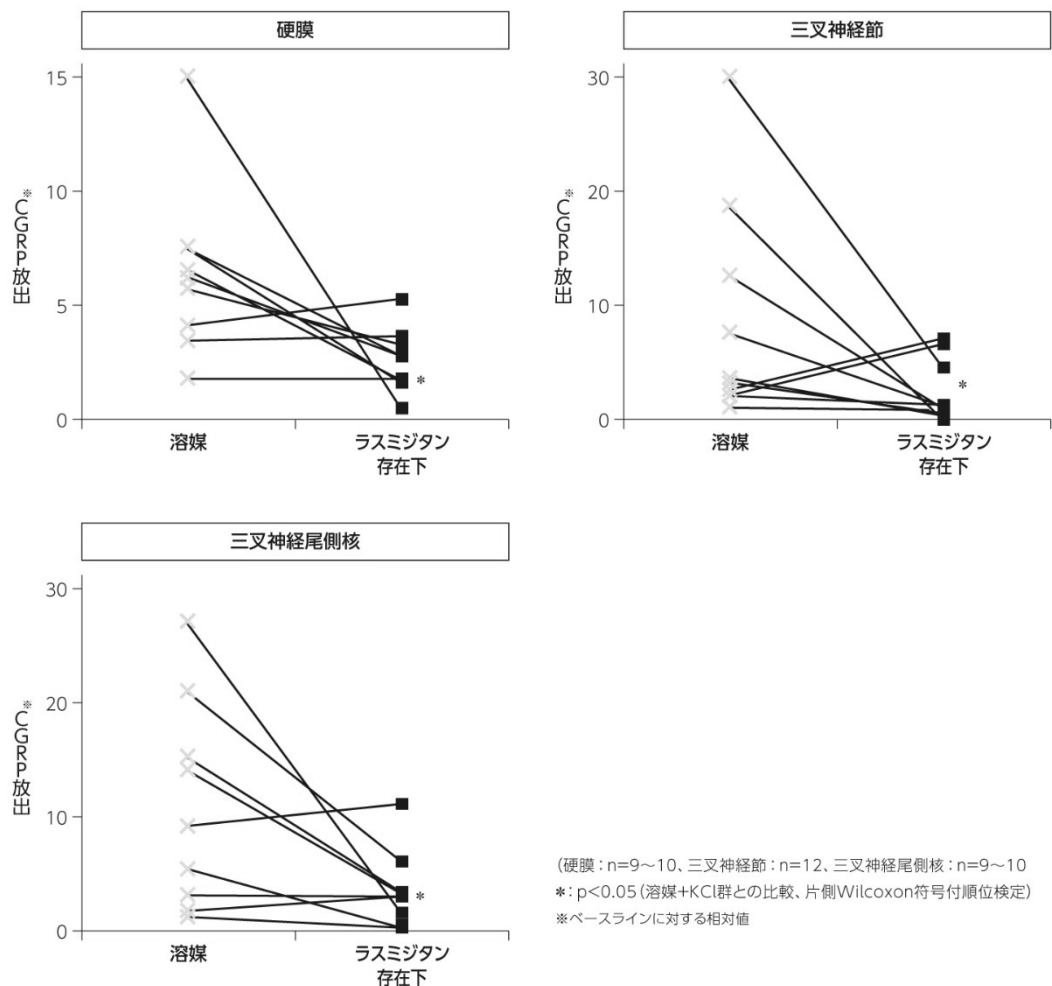 硬膜
15
10
5
0
CGRP放出※
溶媒
ラスミジタン
存在下
*
三叉神経節
30
20
10
0
CGRP放出※
溶媒
ラスミジタン
存在下
*
三叉神経尾側核
30
20
10
0
CGRP放出※
溶媒
ラスミジタン
存在下
*
(硬膜：n=9～10、三叉神経節：n=12、三叉神経尾側核：n=9～10
*：p<0.05(溶媒+KCl群との比較、片側Wilcoxon符号付順位検定)
※ベースラインに対する相対値